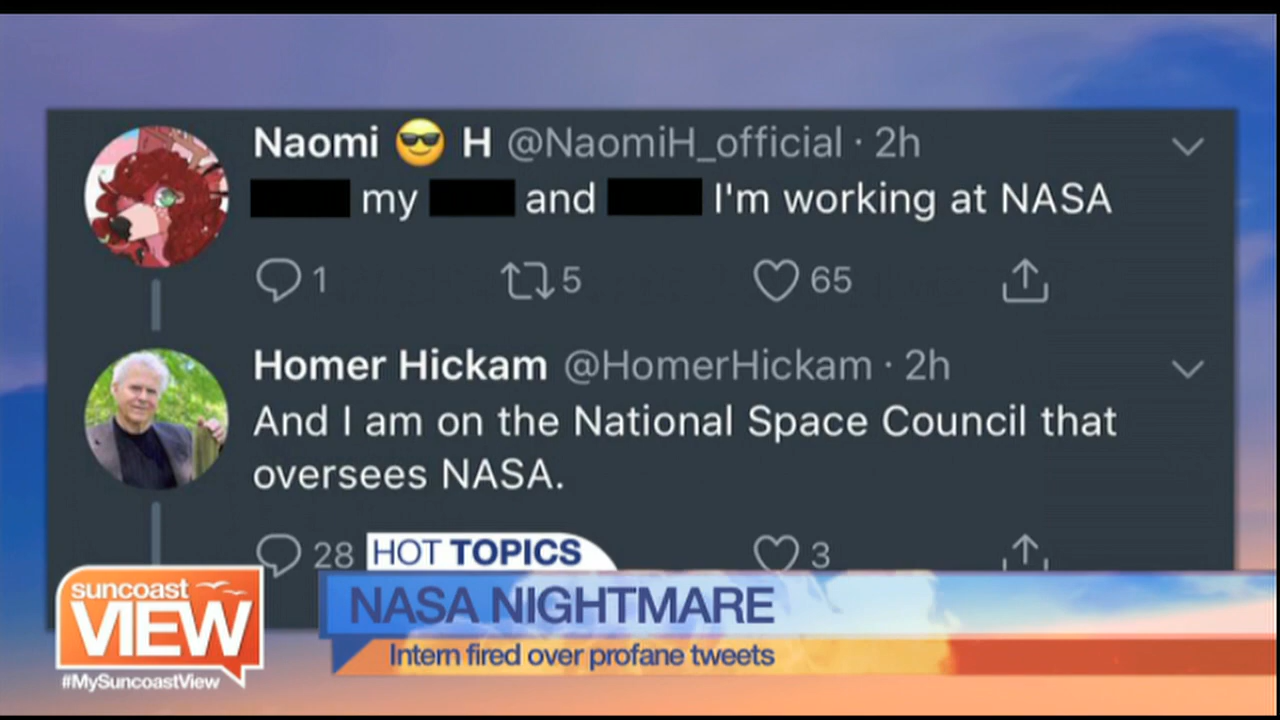 Naomi 😎 H @NaomiH_official · 2h
my and I'm working at NASA
1 5 65
Homer Hickam @HomerHickam · 2h
And I am on the National Space Council that
oversees NASA.
28 3
HOT TOPICS
NASA NIGHTMARE
Intern fired over profane tweets
suncoast
VIEW
#MySuncoastView